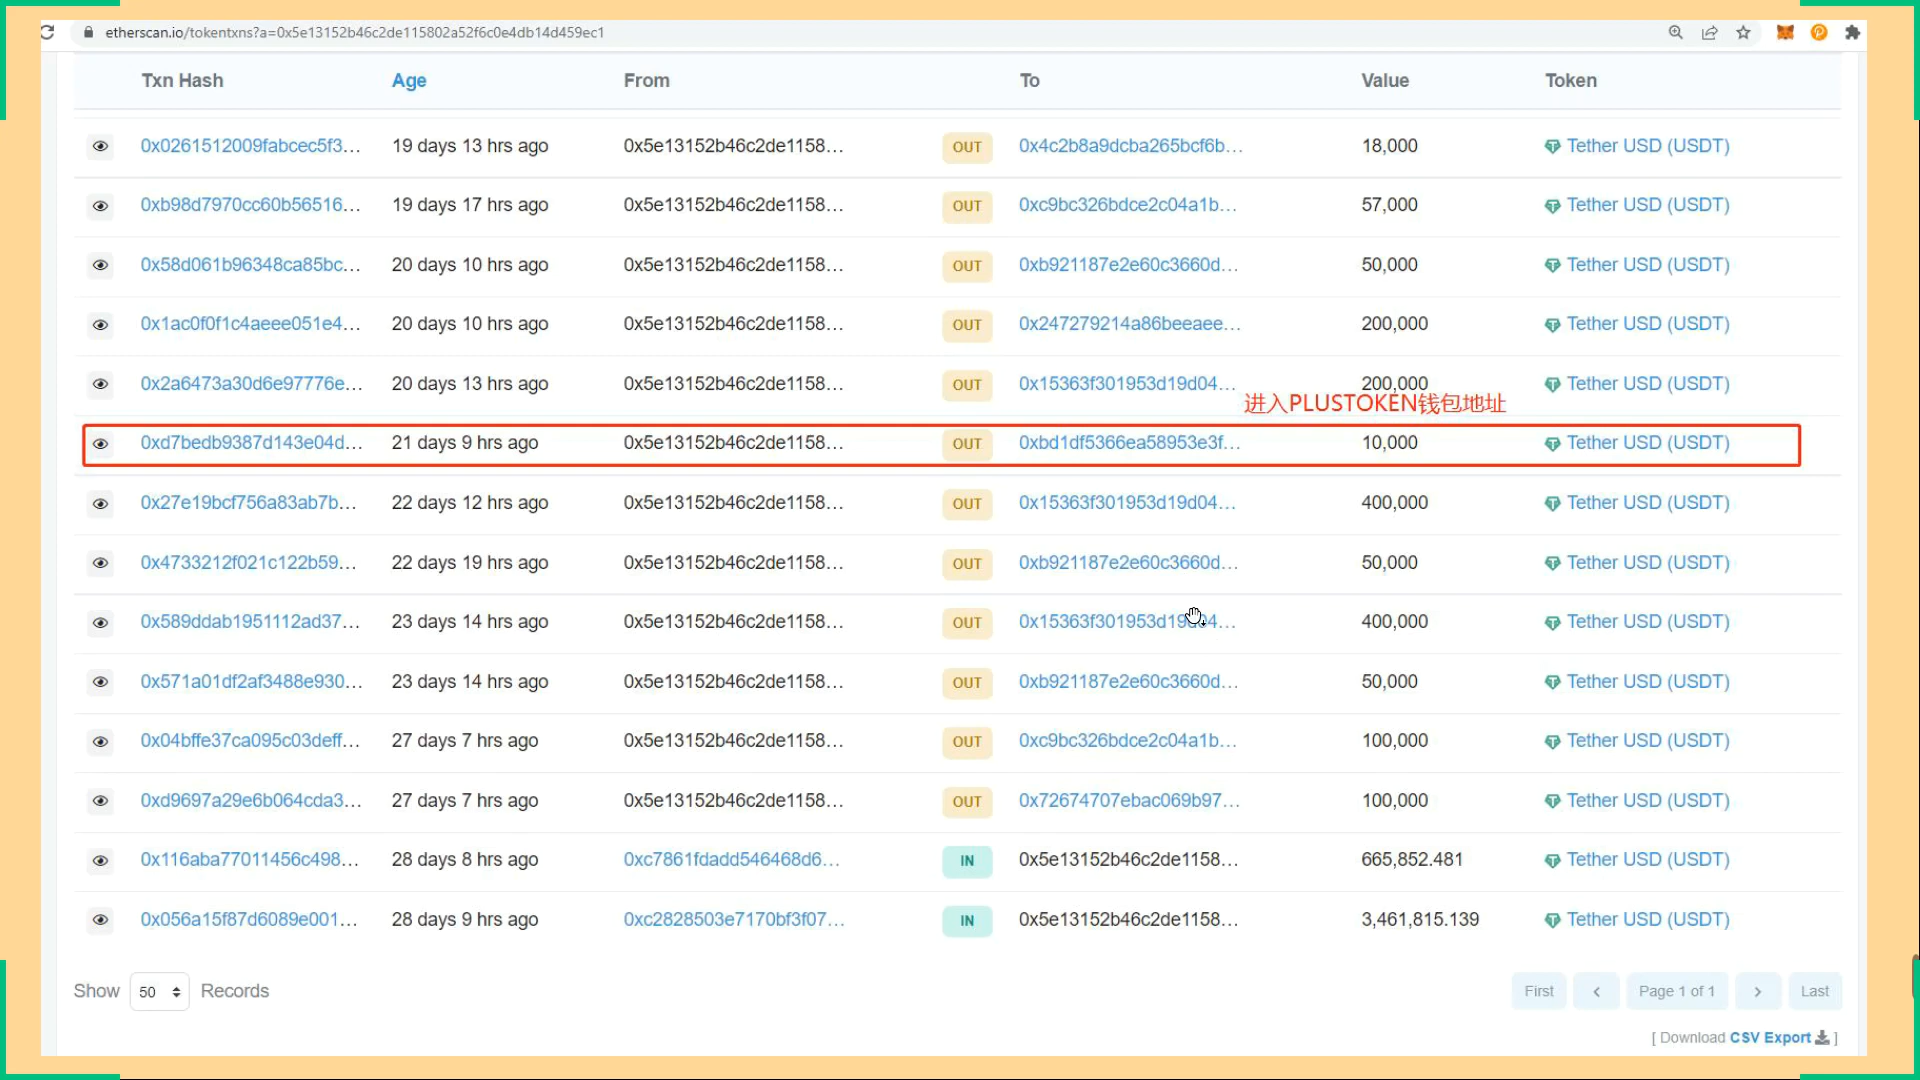 etherscan.io/tokentxns?a=0x5e13152b46c2de115802a52f6c0e4db14d459ec1
Txn Hash Age From To Value Token
0x0261512009fabcec5f3... 19 days 13 hrs ago 0x5e13152b46c2de1158... OUT 0x4c2b8a9dcba265bcf6b... 18,000 Tether USD (USDT)
0xb98d7970cc60b56516... 19 days 17 hrs ago 0x5e13152b46c2de1158... OUT 0xc9bc326bdce2c04a1b... 57,000 Tether USD (USDT)
0x58d061b96348ca85bc... 20 days 10 hrs ago 0x5e13152b46c2de1158... OUT 0xb921187e2e60c3660d... 50,000 Tether USD (USDT)
0x1ac0f0f1c4aeee051e4... 20 days 10 hrs ago 0x5e13152b46c2de1158... OUT 0x247279214a86beeaee... 200,000 Tether USD (USDT)
0x2a6473a30d6e97776e... 20 days 13 hrs ago 0x5e13152b46c2de1158... OUT 0x15363f301953d19d04... 200,000 Tether USD (USDT)
进入PLUSTOKEN钱包地址
0xd7bedb9387d143e04d... 21 days 9 hrs ago 0x5e13152b46c2de1158... OUT 0xbd1df5366ea58953e3f... 10,000 Tether USD (USDT)
0x27e19bcf756a83ab7b... 22 days 12 hrs ago 0x5e13152b46c2de1158... OUT 0x15363f301953d19d04... 400,000 Tether USD (USDT)
0x4733212f021c122b59... 22 days 19 hrs ago 0x5e13152b46c2de1158... OUT 0xb921187e2e60c3660d... 50,000 Tether USD (USDT)
0x589ddab1951112ad37... 23 days 14 hrs ago 0x5e13152b46c2de1158... OUT 0x15363f301953d19d04... 400,000 Tether USD (USDT)
0x571a01df2af3488e930... 23 days 14 hrs ago 0x5e13152b46c2de1158... OUT 0xb921187e2e60c3660d... 50,000 Tether USD (USDT)
0x04bffe37ca095c03deff... 27 days 7 hrs ago 0x5e13152b46c2de1158... OUT 0xc9bc326bdce2c04a1b... 100,000 Tether USD (USDT)
0xd9697a29e6b064cda3... 27 days 7 hrs ago 0x5e13152b46c2de1158... OUT 0x72674707ebac069b97... 100,000 Tether USD (USDT)
0x116aba77011456c498... 28 days 8 hrs ago 0xc7861fdadd546468d6... IN 0x5e13152b46c2de1158... 665,852.481 Tether USD (USDT)
0x056a15f87d6089e001... 28 days 9 hrs ago 0xc2828503e7170bf3f07... IN 0x5e13152b46c2de1158... 3,461,815.139 Tether USD (USDT)
Show 50 Records First Page 1 of 1 Last
[ Download CSV Export ]